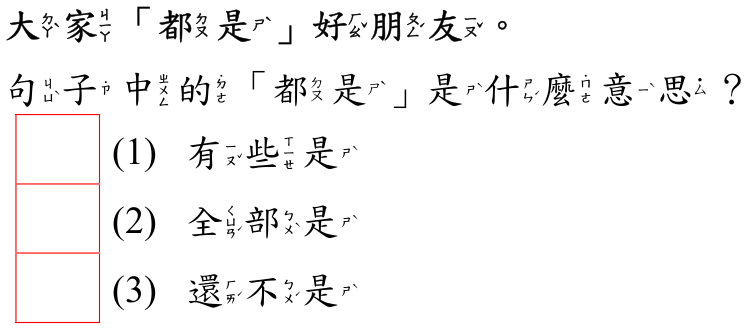 大家「都是」好朋友。
句子中的「都是」是什麼意思？
(1) 有些是
(2) 全部是
(3) 還不是